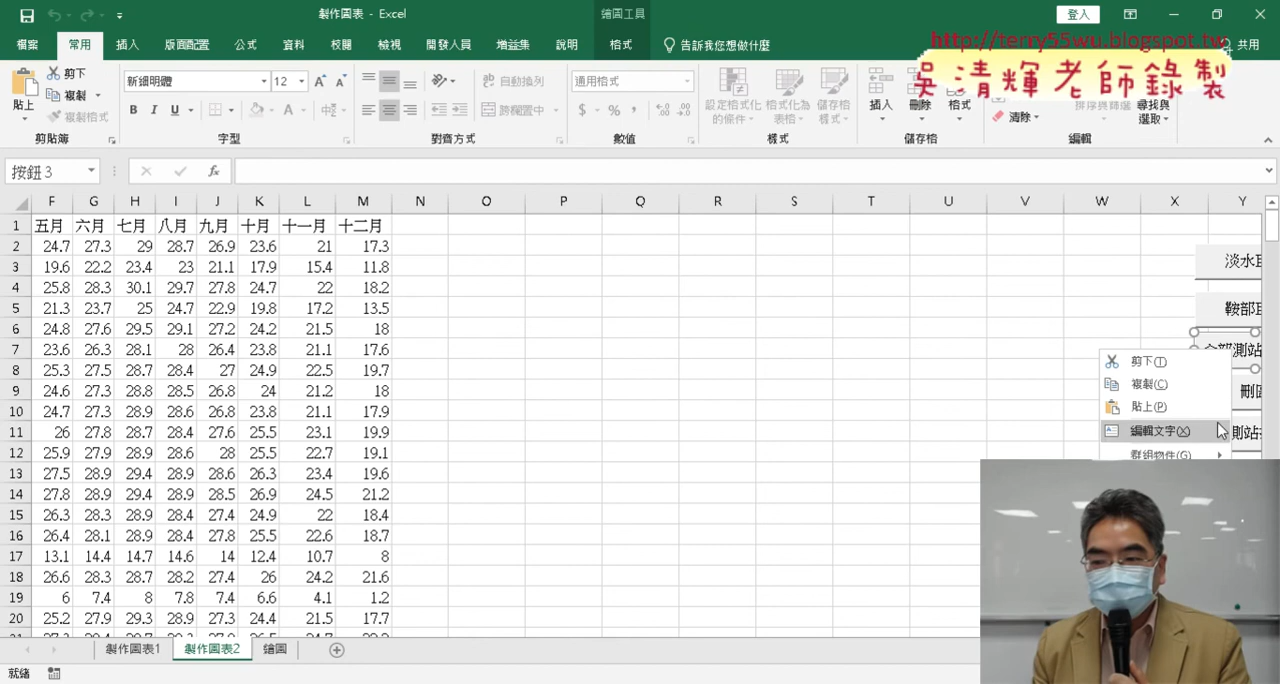 製作圖表 - Excel
繪圖工具
登入
檔案 常用 插入 版面配置 公式 資料 校閱 檢視 開發人員 增益集 說明 格式 告訴我您想做什麼 共用
http://terry55wu.blogspot.tw
吳清輝老師錄製
貼上 剪下 複製 複製格式 剪貼簿
新細明體 12 B I U A 中 字型
ab 自動換列 跨欄置中 對齊方式
通用格式 $ % , 數值
設定格式化的條件 格式化為表格 儲存格樣式 樣式
插入 刪除 格式 儲存格
清除 排序與篩選 尋找與選取 編輯
按鈕 3 fx
F G H I J K L M N O P Q R S T U V W X Y
1 五月 六月 七月 八月 九月 十月 十一月 十二月
2 24.7 27.3 29 28.7 26.9 23.6 21 17.3
3 19.6 22.2 23.4 23 21.1 17.9 15.4 11.8
4 25.8 28.3 30.1 29.7 27.8 24.7 22 18.2
5 21.3 23.7 25 24.7 22.9 19.8 17.2 13.5
6 24.8 27.6 29.5 29.1 27.2 24.2 21.5 18
7 23.6 26.3 28.1 28 26.4 23.8 21.1 17.6
8 25.3 27.5 28.7 28.4 27 24.9 22.5 19.7
9 24.6 27.3 28.8 28.5 26.8 24 21.2 18
10 24.7 27.3 28.9 28.6 26.8 23.8 21.1 17.9
11 26 27.8 28.7 28.4 27.6 25.5 23.1 19.9
12 25.9 27.9 28.9 28.6 28 25.5 22.7 19.1
13 27.5 28.9 29.4 28.9 28.6 26.3 23.4 19.6
14 27.8 28.9 29.4 28.9 28.5 26.9 24.5 21.2
15 26.3 28.3 28.9 28.4 27.4 24.9 22 18.4
16 26.4 28.1 28.9 28.4 27.8 25.5 22.6 18.7
17 13.1 14.4 14.7 14.6 14 12.4 10.7 8
18 26.6 28.3 28.7 28.2 27.4 26 24.2 21.6
19 6 7.4 8 7.8 7.4 6.6 4.1 1.2
20 25.2 27.9 29.3 28.9 27.3 24.4 21.5 17.7
淡水
鞍部
測站
刪
測站
剪下(T)
複製(C)
貼上(P)
編輯文字(X)
群組物件(G)
製作圖表1 製作圖表2 繪圖
就緒